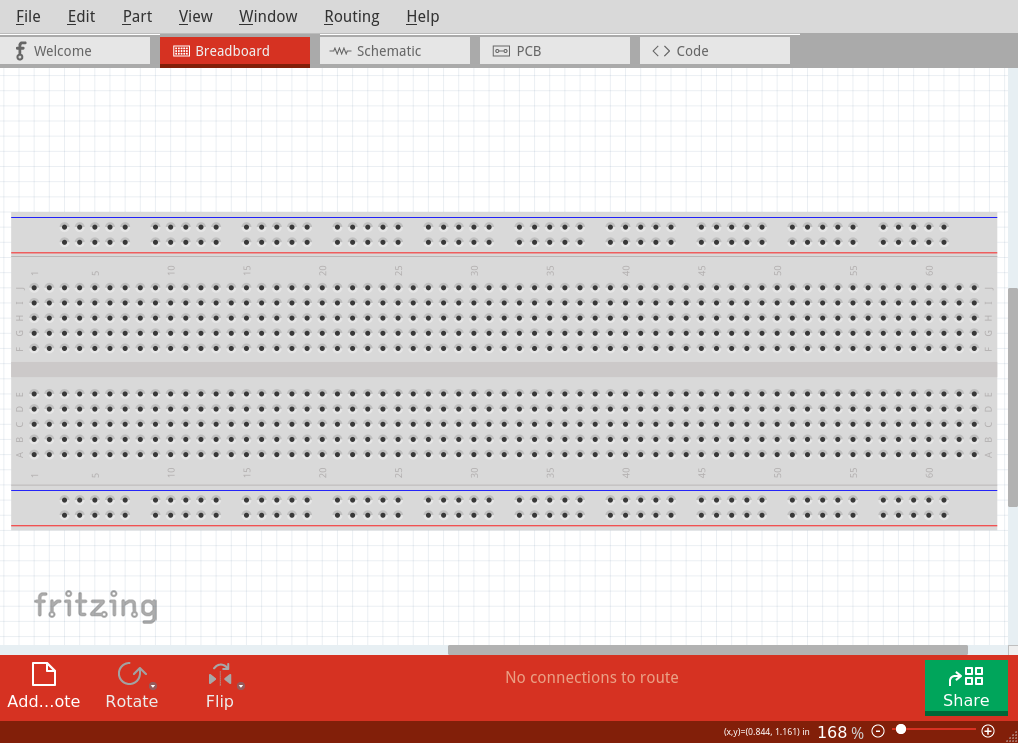 File Edit Part View Window Routing Help
Welcome Breadboard Schematic PCB Code
1 5 10 15 20 25 30 35 40 45 50 55 60
J J
I I
H H
G G
F F
E E
D D
C C
B B
A A
1 5 10 15 20 25 30 35 40 45 50 55 60
fritzing
No connections to route
Add...ote Rotate Flip Share
(x,y)=(0.844, 1.161) in 168 %